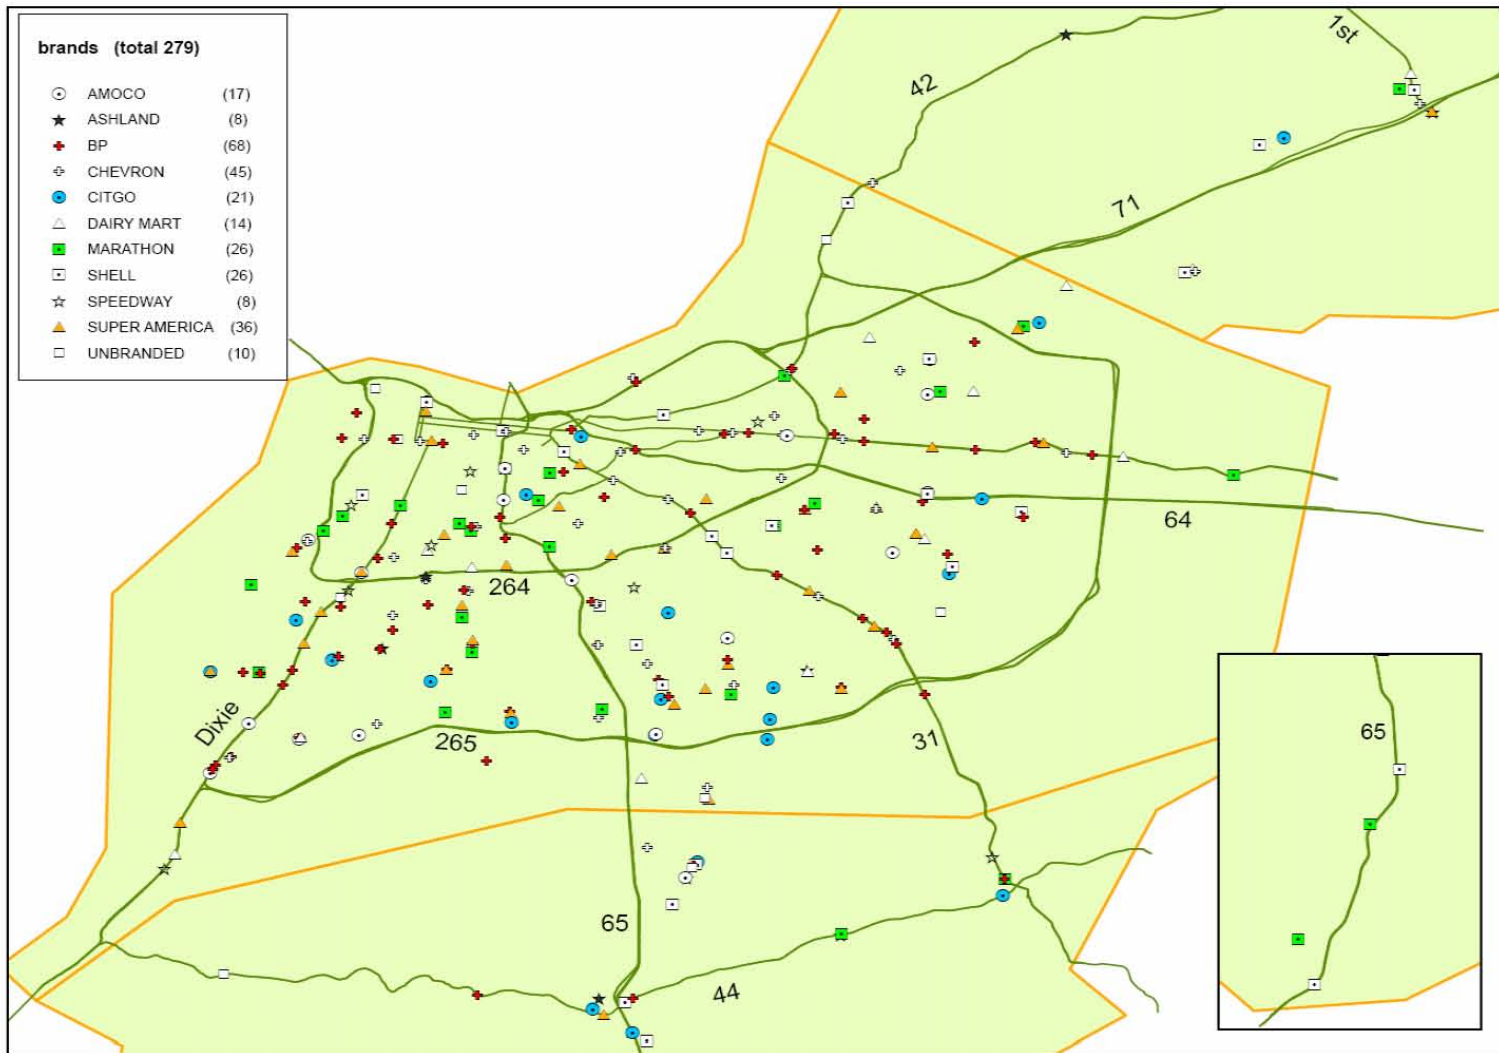 brands (total 279)
AMOCO (17)
ASHLAND (8)
BP (68)
CHEVRON (45)
CITGO (21)
DAIRY MART (14)
MARATHON (26)
SHELL (26)
SPEEDWAY (8)
SUPER AMERICA (36)
UNBRANDED (10)
1st
42
71
64
264
Dixie
265
31
65
65
44